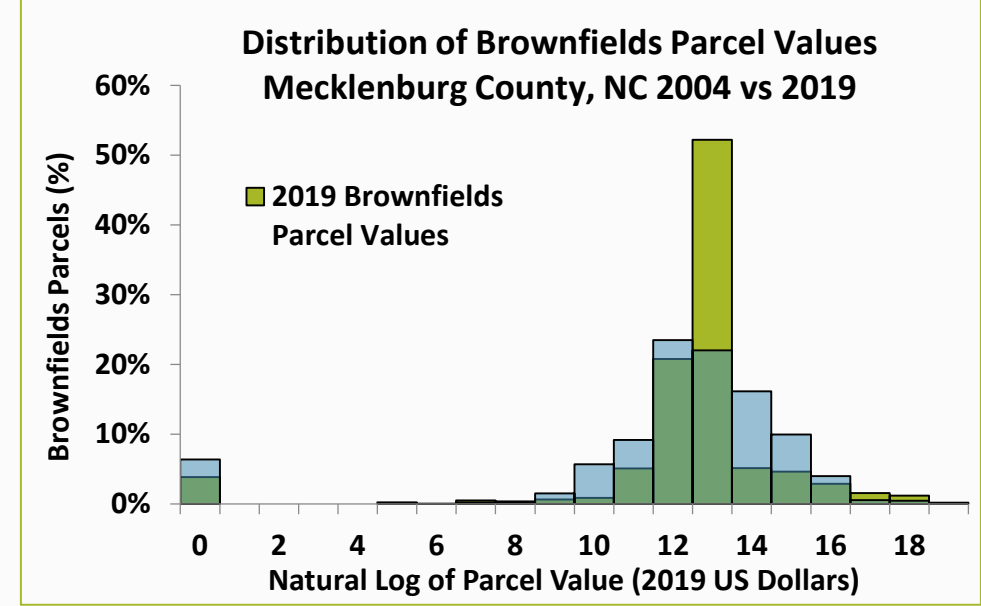 Distribution of Brownfields Parcel Values
Mecklenburg County, NC 2004 vs 2019
60%
50%
40%
30%
20%
10%
0%
Brownfields Parcels (%)
2019 Brownfields
Parcel Values
0 2 4 6 8 10 12 14 16 18
Natural Log of Parcel Value (2019 US Dollars)